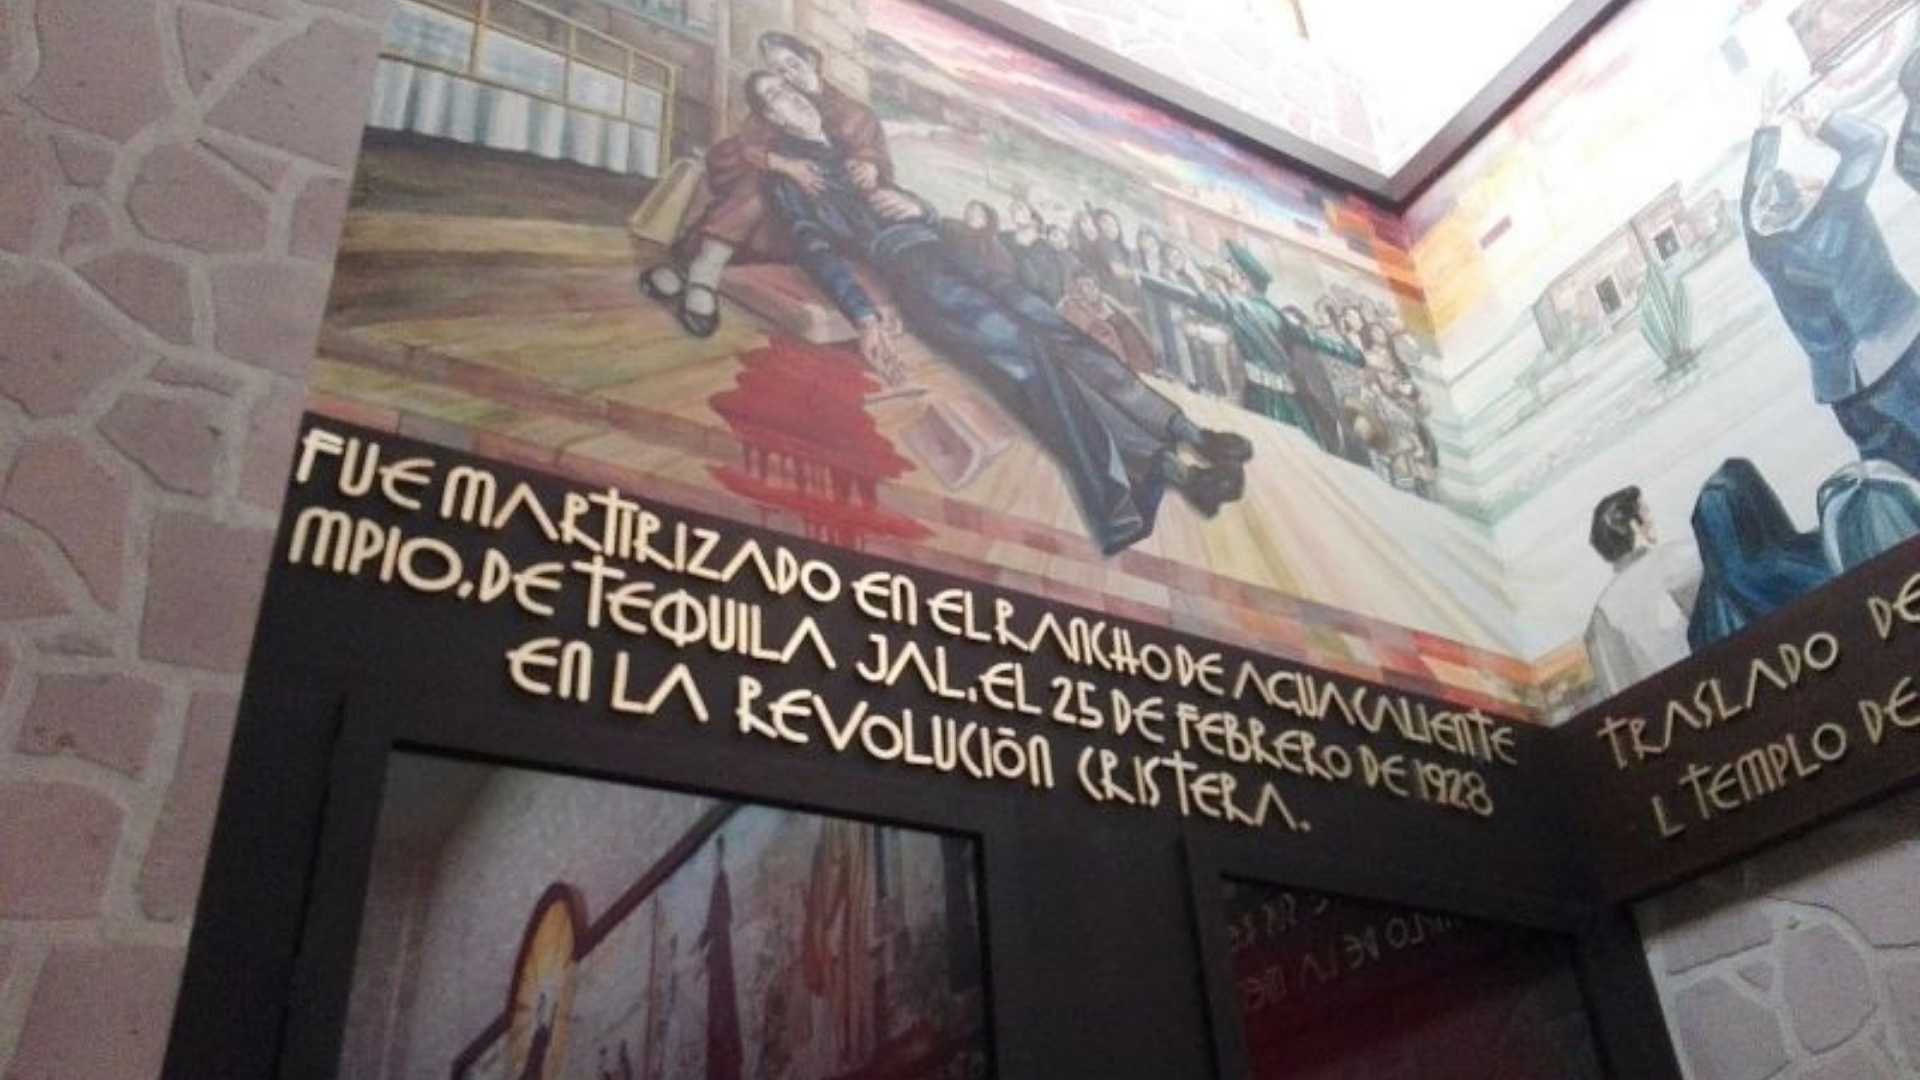 FUE MARTIRIZADO EN EL RANCHO DE AGUACALIENTE
MPIO. DE TEQUILA JAL. EL 25 DE FEBRERO DE 1928
EN LA REVOLUCIÓN CRISTERA.
TRASLADO DE
L TEMPLO DE